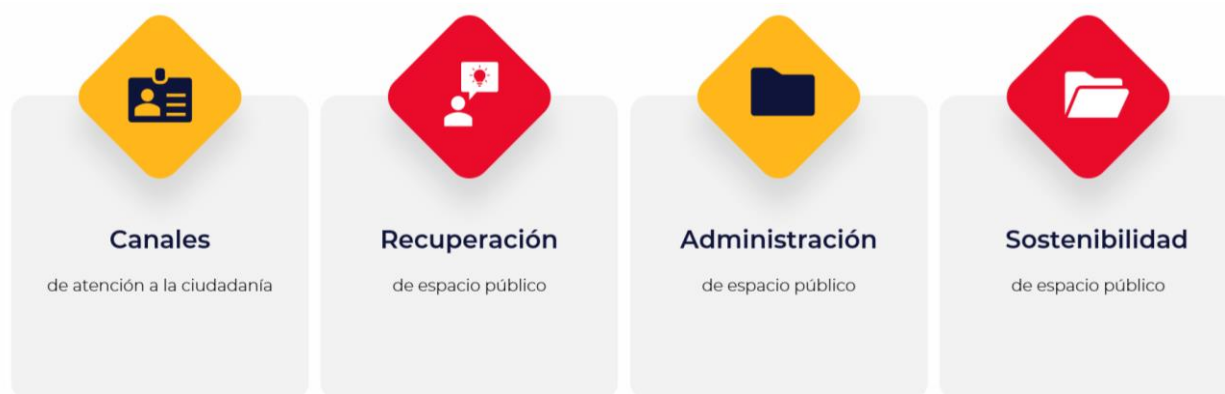 Canales
de atención a la ciudadanía
Recuperación
de espacio público
Administración
de espacio público
Sostenibilidad
de espacio público